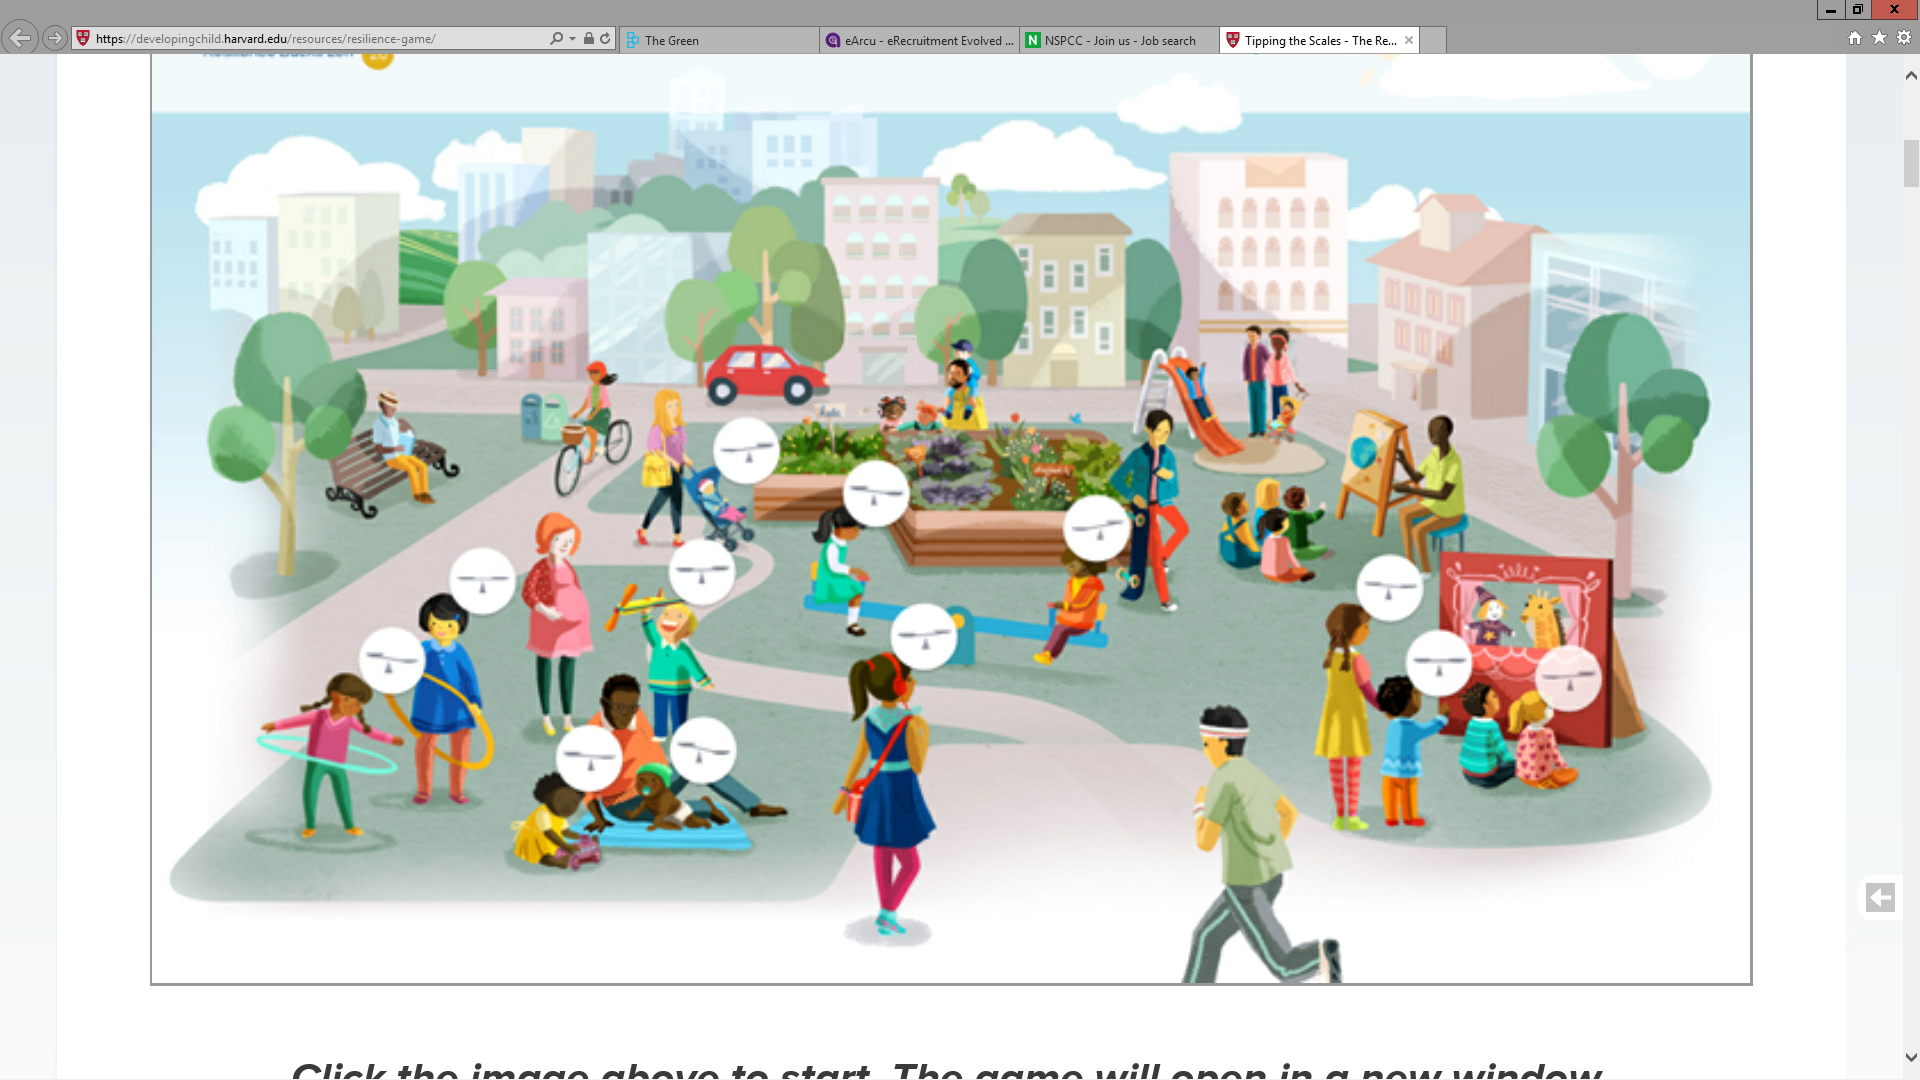 https://developingchild.harvard.edu/resources/resilience-game/
The Green
eArcu - eRecruitment Evolved ...
NSPCC - Join us - Job search
Tipping the Scales - The Re...
Click the image above to start. The game will open in a new window